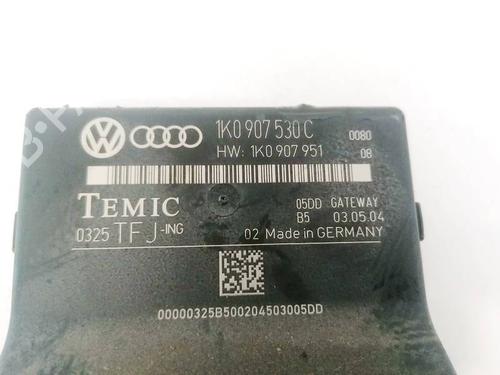 1K0 907 530 C 0080
HW: 1K0 907 951 08
TEMIC 05DD GATEWAY
B5 03.05.04
0325 TFJ-ING 02 Made in GERMANY
00000325B500204503005DD